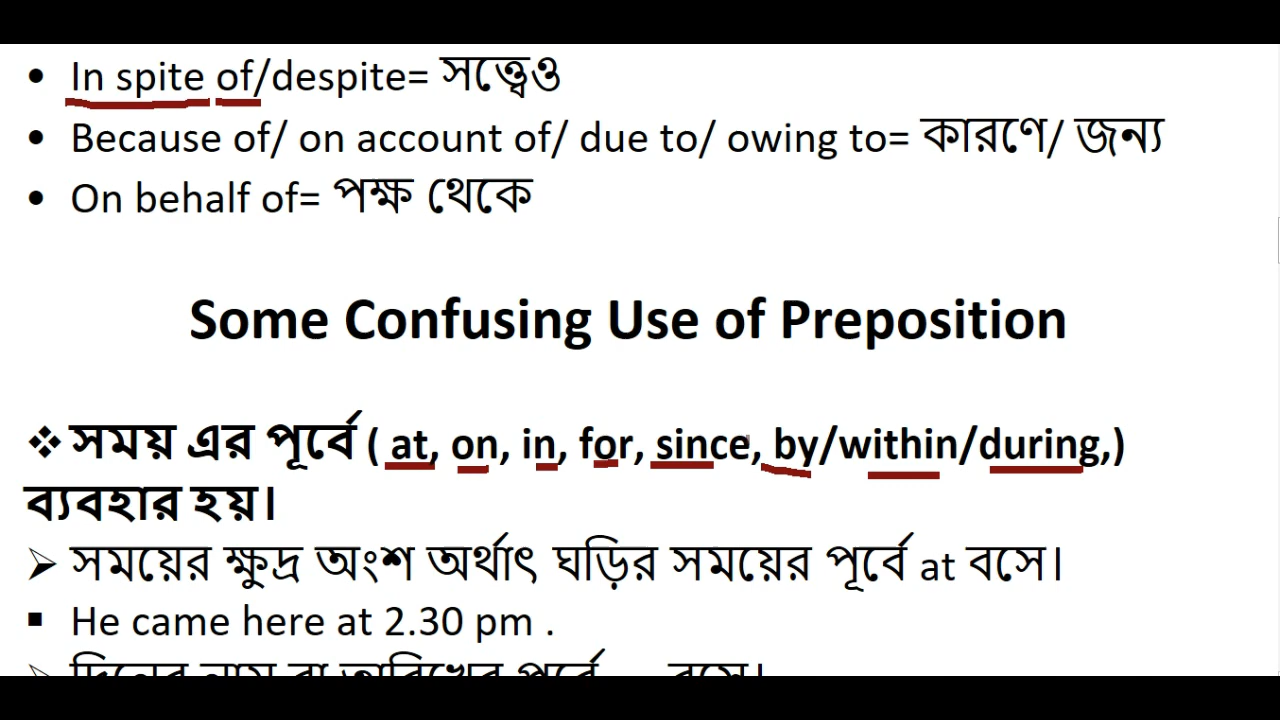 • In spite of/despite= সত্ত্বেও
• Because of/ on account of/ due to/ owing to= কারণে/ জন্য
• On behalf of= পক্ষ থেকে
Some Confusing Use of Preposition
❖ সময় এর পূর্বে ( at, on, in, for, since, by/within/during,)
ব্যবহার হয়।
➢ সময়ের ক্ষুদ্র অংশ অর্থাৎ ঘড়ির সময়ের পূর্বে at বসে।
▪ He came here at 2.30 pm .
➢ দিনের নাম বা তারিখের পূর্বে বসে।